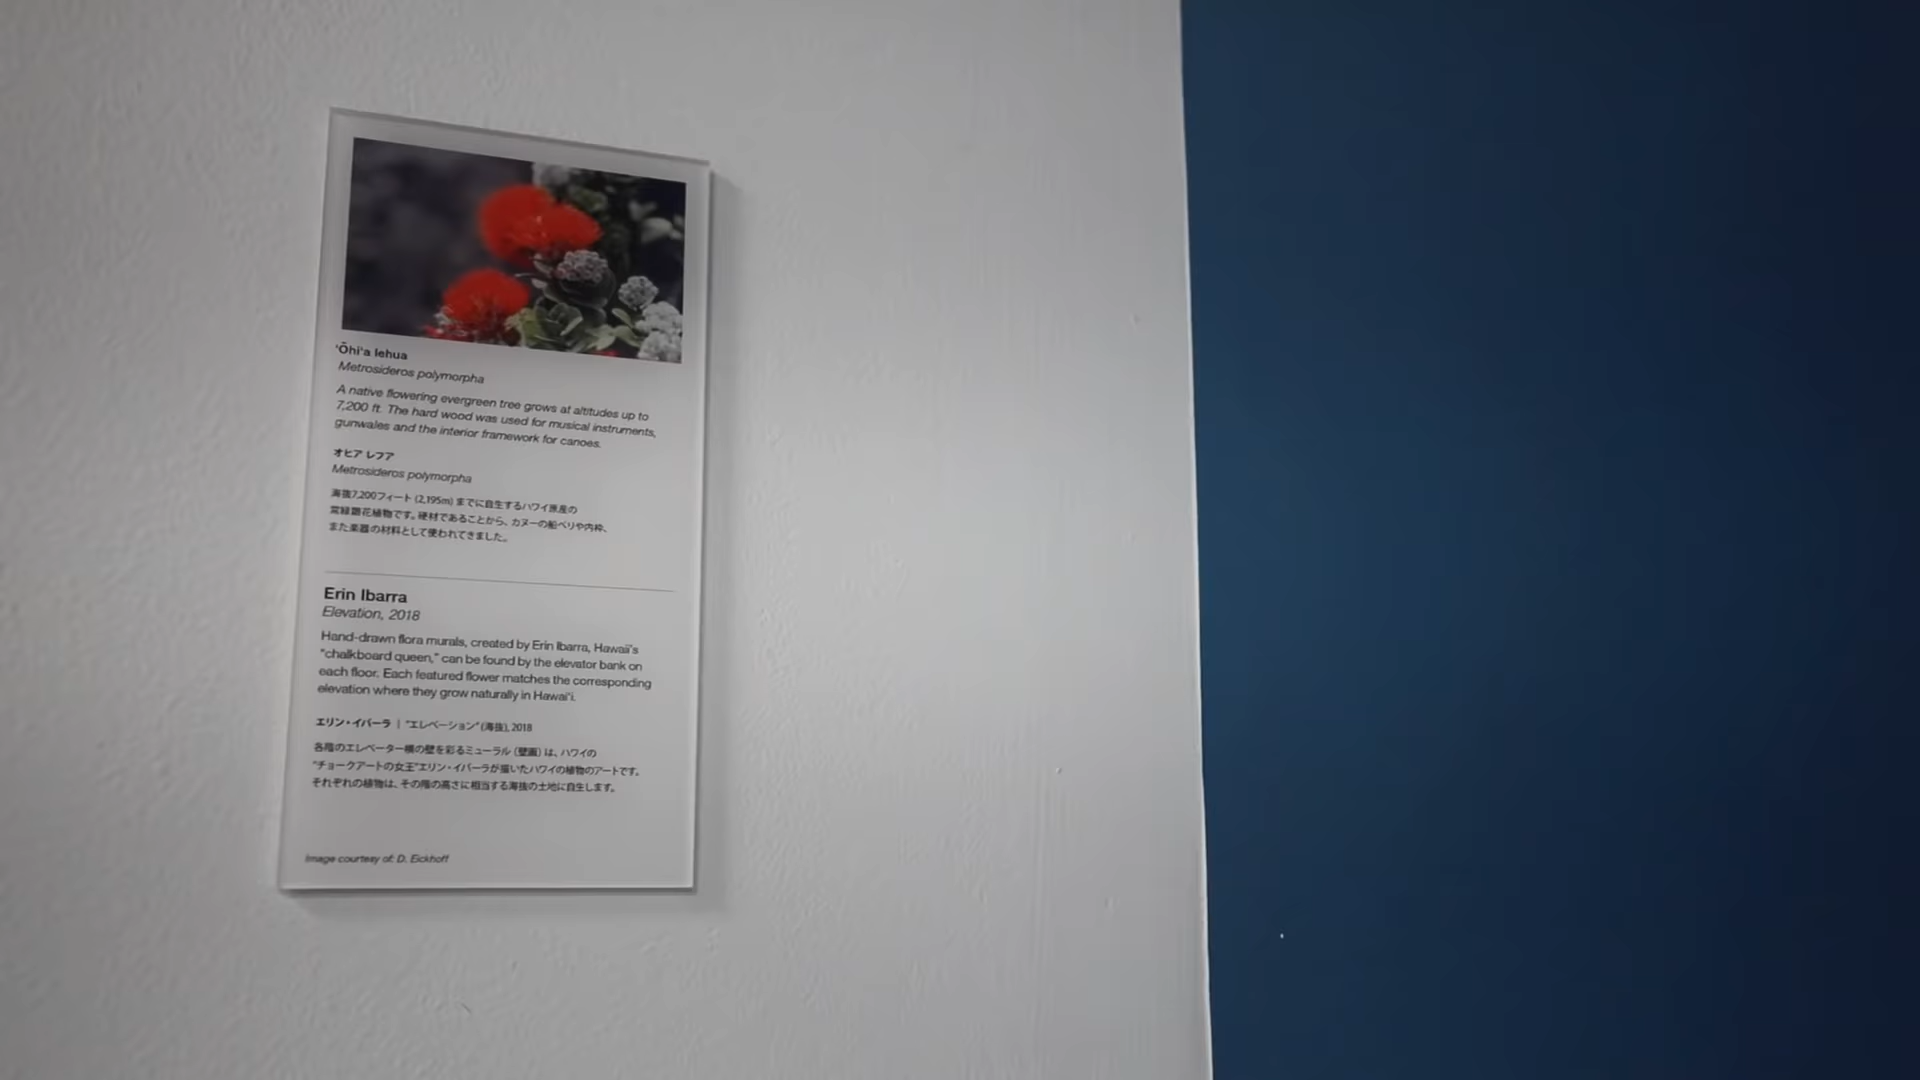 ʻŌhiʻa lehua
Metrosideros polymorpha
A native flowering evergreen tree grows at altitudes up to
7,200 ft. The hard wood was used for musical instruments,
gunwales and the interior framework for canoes.
オヒア レフア
Metrosideros polymorpha
海抜7,200フィート (2,195m) までに自生するハワイ原産の
常緑顕花植物です。硬材であることから、カヌーの船べりや内枠、
また楽器の材料として使われてきました。
Erin Ibarra
Elevation, 2018
Hand-drawn flora murals, created by Erin Ibarra, Hawaii's
"chalkboard queen," can be found by the elevator bank on
each floor. Each featured flower matches the corresponding
elevation where they grow naturally in Hawai'i.
エリン・イバーラ | "エレベーション" (海抜), 2018
各階のエレベーター横の壁を彩るミューラル（壁画）は、ハワイの
"チョークアートの女王"エリン・イバーラが描いたハワイの植物のアートです。
それぞれの植物は、その階の高さに相当する海抜の土地に自生します。
Image courtesy of: D. Eickhoff